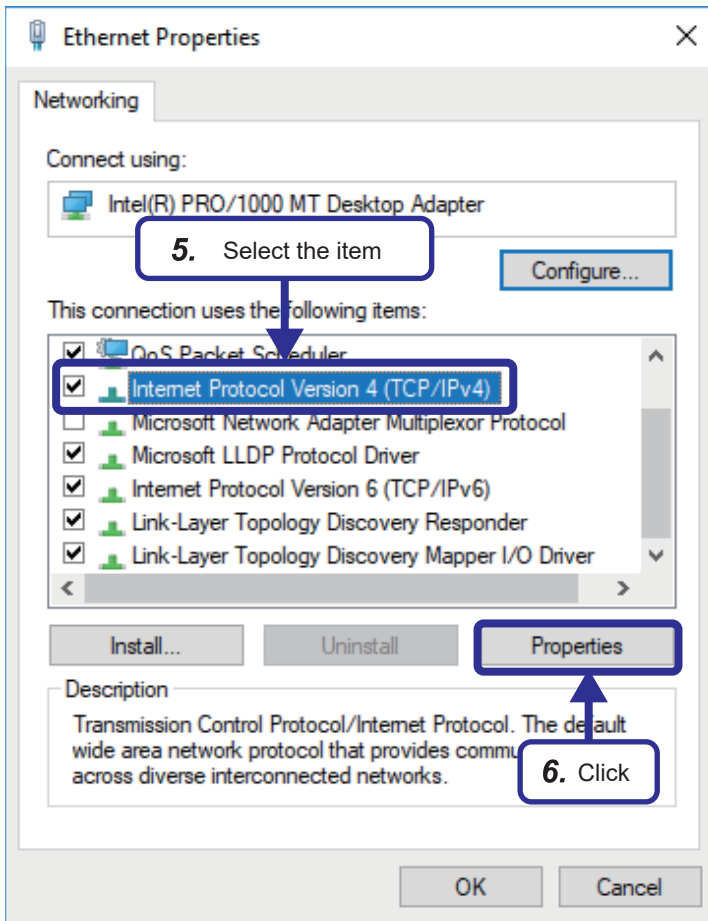 Ethernet Properties
Networking
Connect using:
Intel(R) PRO/1000 MT Desktop Adapter
5. Select the item
Configure...
This connection uses the following items:
QoS Packet Scheduler
Internet Protocol Version 4 (TCP/IPv4)
Microsoft Network Adapter Multiplexor Protocol
Microsoft LLDP Protocol Driver
Internet Protocol Version 6 (TCP/IPv6)
Link-Layer Topology Discovery Responder
Link-Layer Topology Discovery Mapper I/O Driver
Install...
Uninstall
Properties
Description
Transmission Control Protocol/Internet Protocol. The default
wide area network protocol that provides
across diverse interconnected networks.
6. Click
OK
Cancel